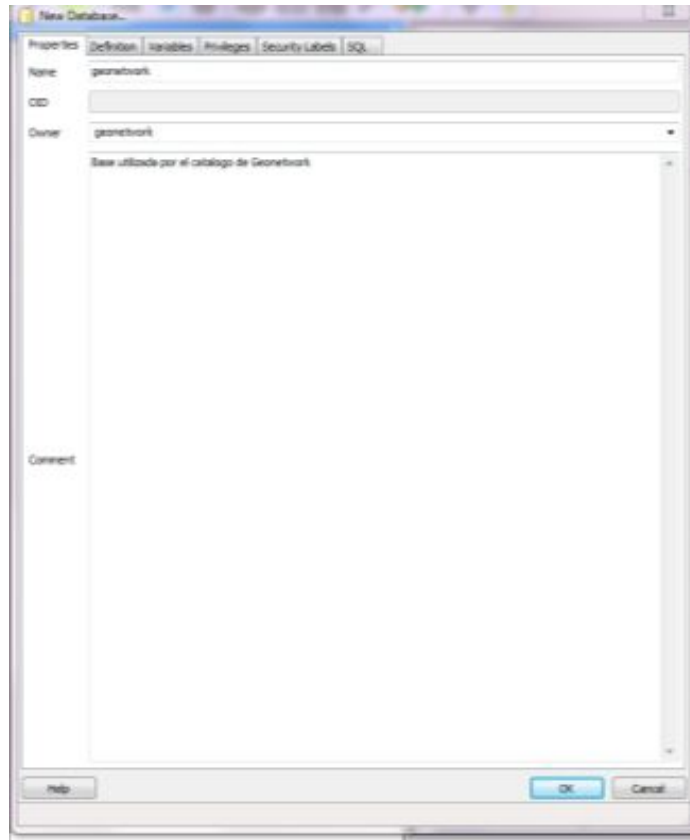 New Database...
Properties Definition Variables Privileges Security Labels SQL
Name geonetwork
OID
Owner geonetwork
Base utilizada por el catalogo de Geonetwork
Comment
Help OK Cancel